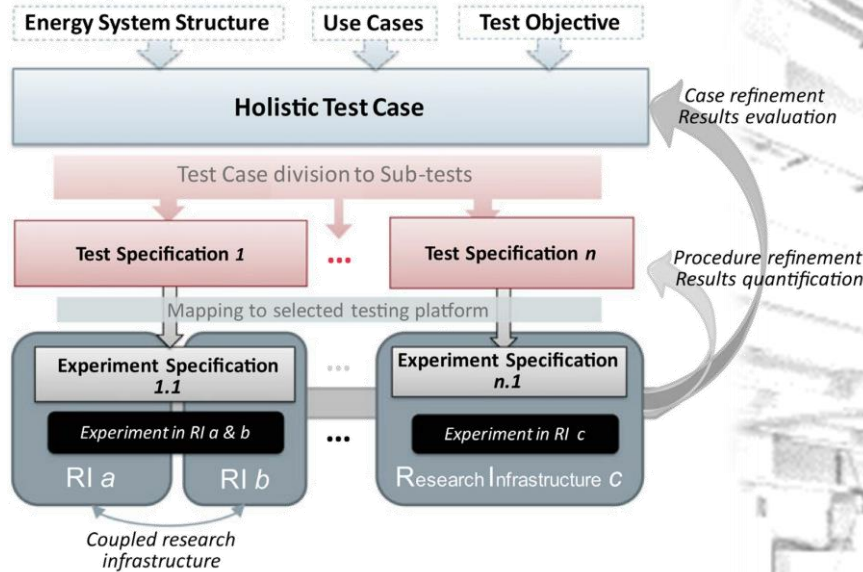 Energy System Structure
Use Cases
Test Objective
Holistic Test Case
Case refinement
Results evaluation
Test Case division to Sub-tests
Test Specification 1
...
Test Specification n
Procedure refinement
Results quantification
Mapping to selected testing platform
Experiment Specification
1.1
...
Experiment Specification
n.1
Experiment in RI a & b
...
Experiment in RI c
RI a
RI b
Research Infrastructure c
Coupled research
infrastructure